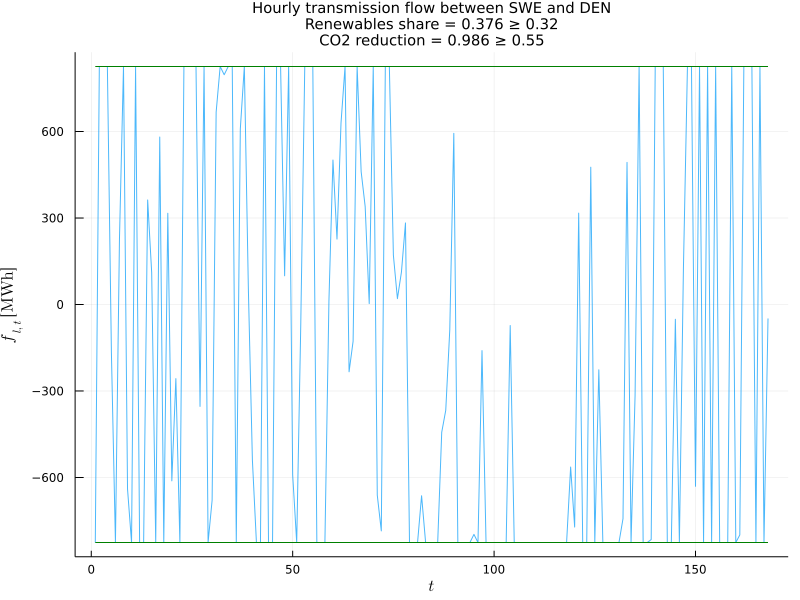 Hourly transmission flow between SWE and DEN
Renewables share = 0.376 ≥ 0.32
CO2 reduction = 0.986 ≥ 0.55
600
300
0
−300
−600
f_{l,t} [MWh]
0 50 100 150
t